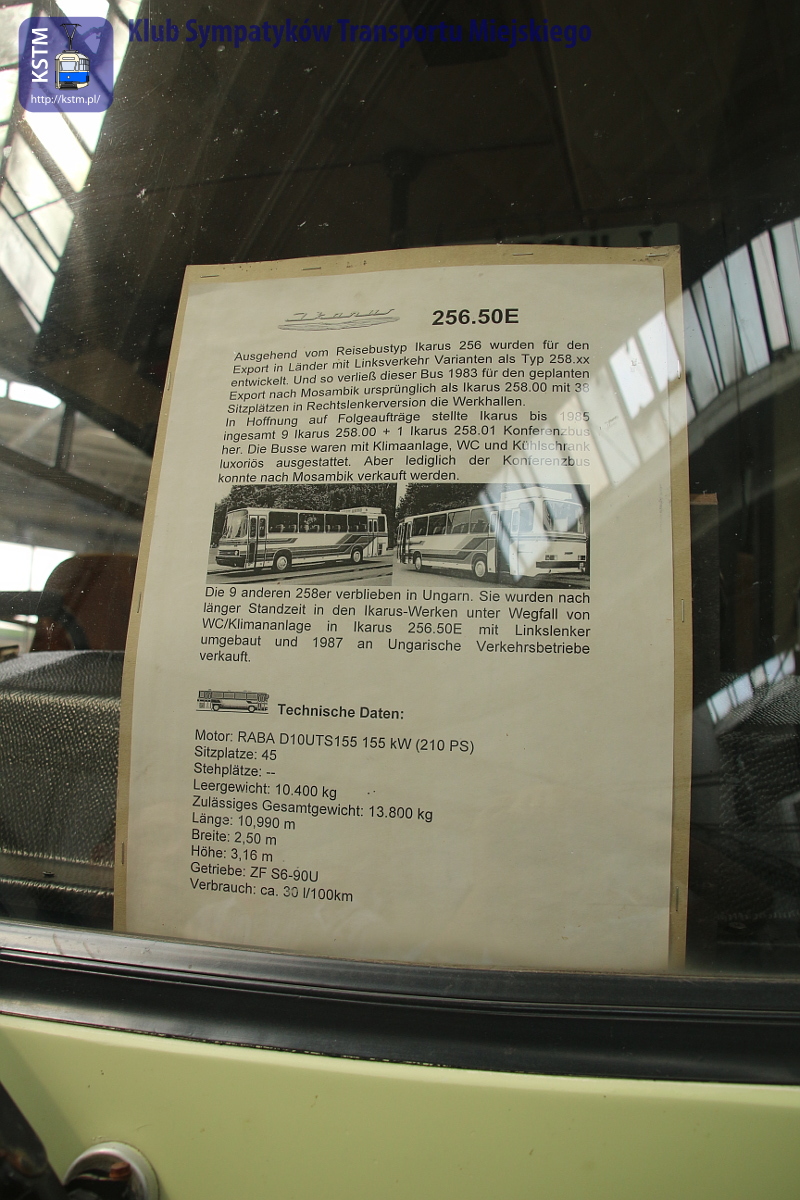 Klub Sympatyków Transportu Miejskiego
KSTM
http://kstm.pl/
Ikarus 256.50E
Ausgehend vom Reisebustyp Ikarus 256 wurden für den
Export in Länder mit Linksverkehr Varianten als Typ 258.xx
entwickelt. Und so verließ dieser Bus 1983 für den geplanten
Export nach Mosambik ursprünglich als Ikarus 258.00 mit 38
Sitzplätzen in Rechtslenkerversion die Werkhallen.
In Hoffnung auf Folgeaufträge stellte Ikarus bis 1985
ingesamt 9 Ikarus 258.00 + 1 Ikarus 258.01 Konferenzbus
her. Die Busse waren mit Klimaanlage, WC und Kühlschrank
luxoriös ausgestattet. Aber lediglich der Konferenzbus
konnte nach Mosambik verkauft werden.
Die 9 anderen 258er verblieben in Ungarn. Sie wurden nach
länger Standzeit in den Ikarus-Werken unter Wegfall von
WC/Klimananlage in Ikarus 256.50E mit Linkslenker
umgebaut und 1987 an Ungarische Verkehrsbetriebe
verkauft.
Technische Daten:
Motor: RABA D10UTS155 155 kW (210 PS)
Sitzplatze: 45
Stehplätze: --
Leergewicht: 10.400 kg
Zulässiges Gesamtgewicht: 13.800 kg
Länge: 10,990 m
Breite: 2,50 m
Höhe: 3,16 m
Getriebe: ZF S6-90U
Verbrauch: ca. 30 l/100km